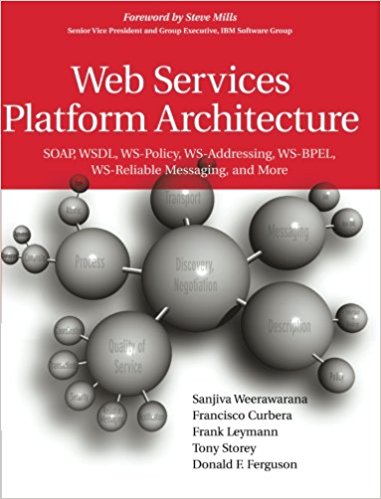 Foreword by Steve Mills
Senior Vice President and Group Executive, IBM Software Group
Web Services
Platform Architecture
SOAP, WSDL, WS-Policy, WS-Addressing, WS-BPEL,
WS-Reliable Messaging, and More
Transport
Messaging
Process
Discovery,
Negotiation
Description
Quality of
Service
Security
Policy
Sanjiva Weerawarana
Francisco Curbera
Frank Leymann
Tony Storey
Donald F. Ferguson